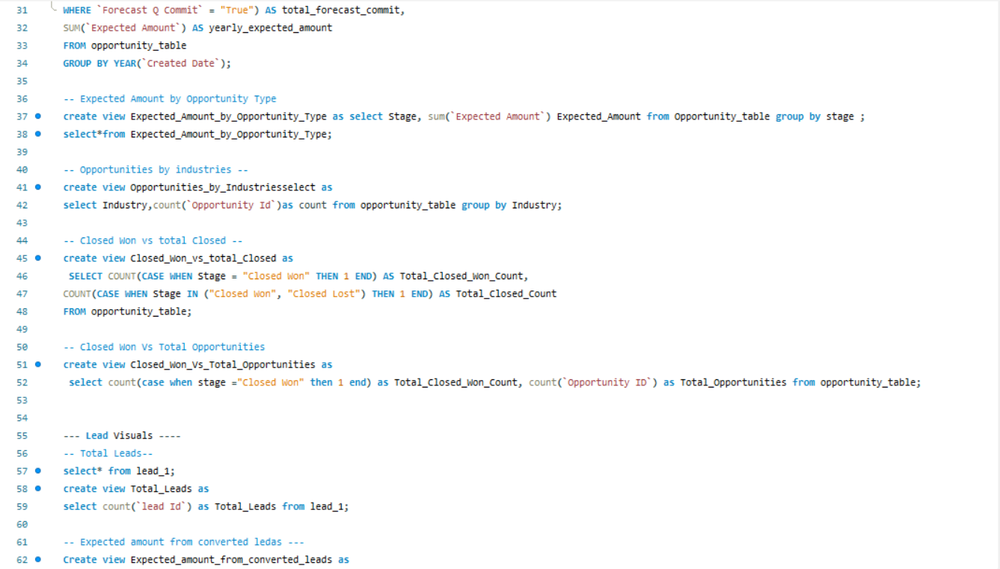 31 WHERE `Forecast Q Commit` = "True") AS total_forecast_commit,
32 SUM(`Expected Amount`) AS yearly_expected_amount
33 FROM opportunity_table
34 GROUP BY YEAR(`Created Date`);
35
36 -- Expected Amount by Opportunity Type
37 create view Expected_Amount_by_Opportunity_Type as select Stage, sum(`Expected Amount`) Expected_Amount from Opportunity_table group by stage ;
38 select*from Expected_Amount_by_Opportunity_Type;
39
40 -- Opportunities by industries --
41 create view Opportunities_by_Industriesselect as
42 select Industry,count(`Opportunity Id`)as count from opportunity_table group by Industry;
43
44 -- Closed Won vs total Closed --
45 create view Closed_Won_vs_total_Closed as
46 SELECT COUNT(CASE WHEN Stage = "Closed Won" THEN 1 END) AS Total_Closed_Won_Count,
47 COUNT(CASE WHEN Stage IN ("Closed Won", "Closed Lost") THEN 1 END) AS Total_Closed_Count
48 FROM opportunity_table;
49
50 -- Closed Won Vs Total Opportunities
51 create view Closed_Won_Vs_Total_Opportunities as
52 select count(case when stage ="Closed Won" then 1 end) as Total_Closed_Won_Count, count(`Opportunity ID`) as Total_Opportunities from opportunity_table;
53
54
55 --- Lead Visuals ----
56 -- Total Leads--
57 select* from lead_1;
58 create view Total_Leads as
59 select count(`lead Id`) as Total_Leads from lead_1;
60
61 -- Expected amount from converted ledas ---
62 Create view Expected_amount_from_converted_leads as